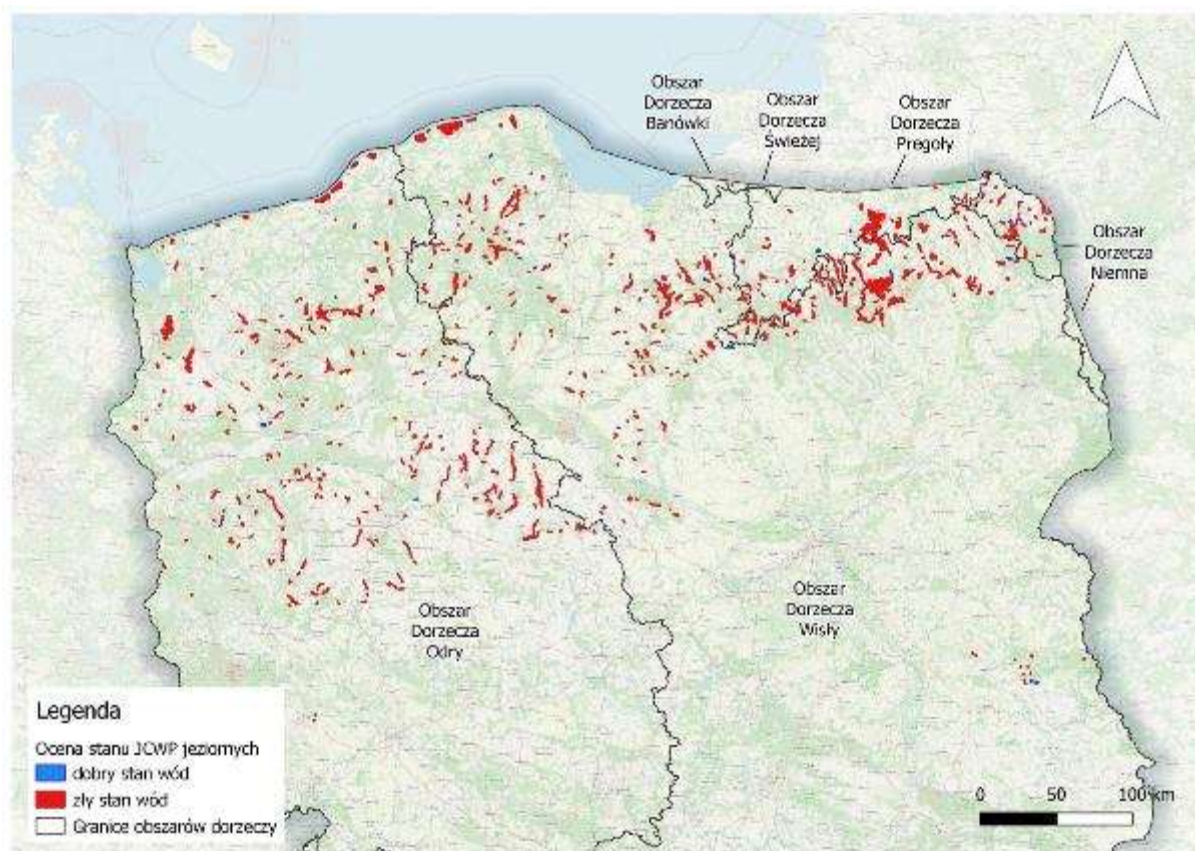 Obszar
Dorzecza
Banówki
Obszar
Dorzecza
Świeżej
Obszar
Dorzecza
Pregoły
Obszar
Dorzecza
Niemna
Obszar
Dorzecza
Odry
Obszar
Dorzecza
Wisły
Legenda
Ocena stanu JCWP jeziornych
dobry stan wód
zły stan wód
Granice obszarów dorzeczy
0 50 100 km